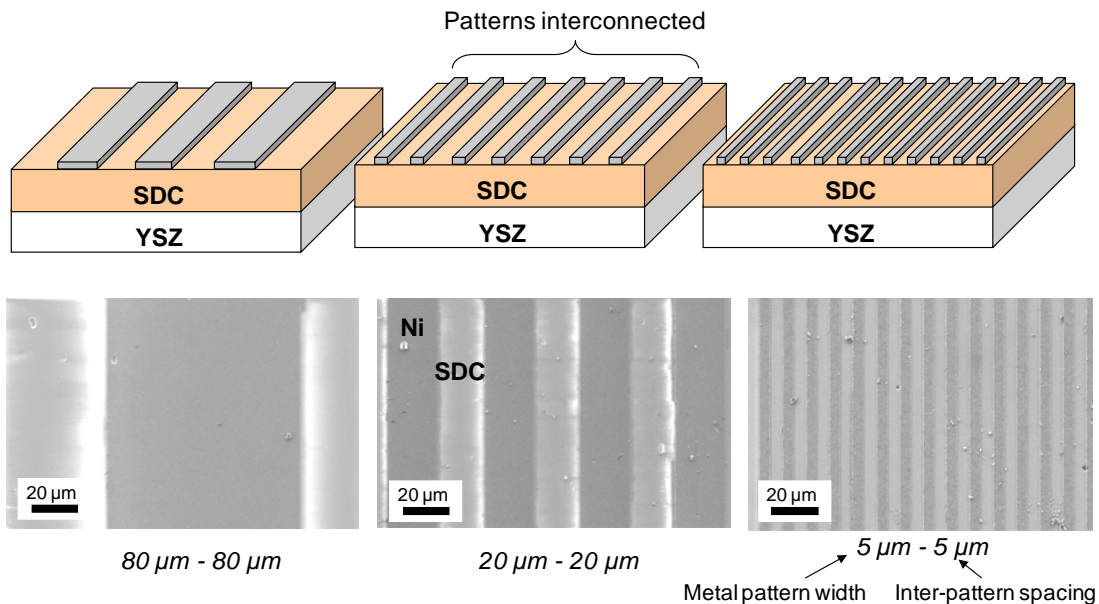 Patterns interconnected
SDC
YSZ
SDC
YSZ
SDC
YSZ
Ni
SDC
20 µm
20 µm
20 µm
80 µm - 80 µm
20 µm - 20 µm
5 µm - 5 µm
Metal pattern width
Inter-pattern spacing